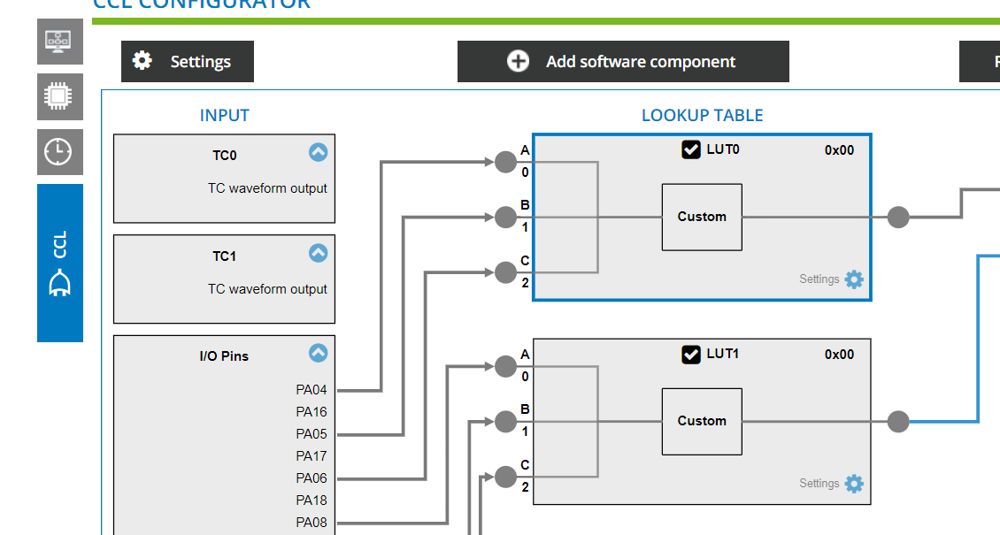 CCL CONFIGURATOR
Settings
Add software component
INPUT
LOOKUP TABLE
TC0
TC waveform output
TC1
TC waveform output
I/O Pins
PA04
PA16
PA05
PA17
PA06
PA18
PA08
CCL
A
0
B
1
C
2
LUT0
0x00
Custom
Settings
A
0
B
1
C
2
LUT1
0x00
Custom
Settings